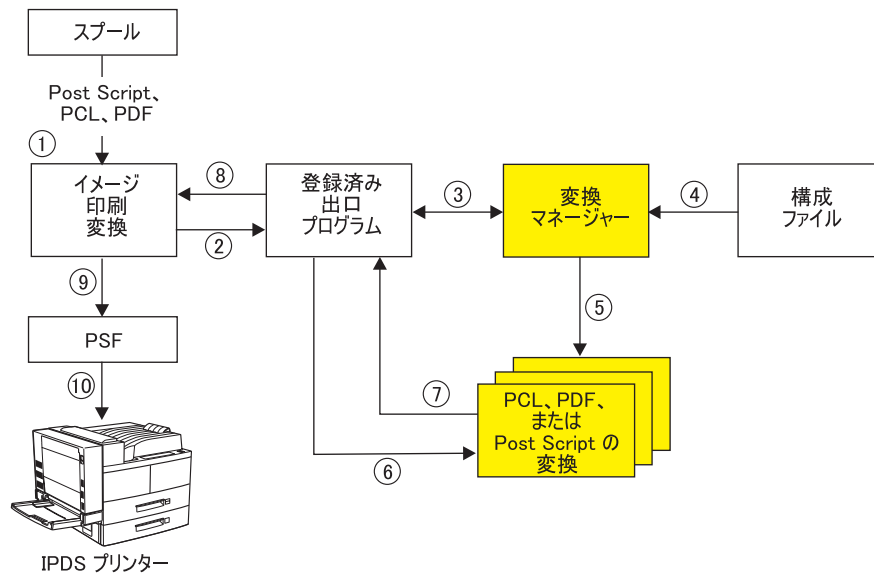 スプール
Post Script、
PCL、PDF
①
イメージ
印刷
変換
⑧
②
登録済み
出口
プログラム
③
変換
マネージャー
④
構成
ファイル
⑨
⑤
PSF
⑩
⑦
⑥
PCL、PDF、
または
Post Script の
変換
IPDS プリンター